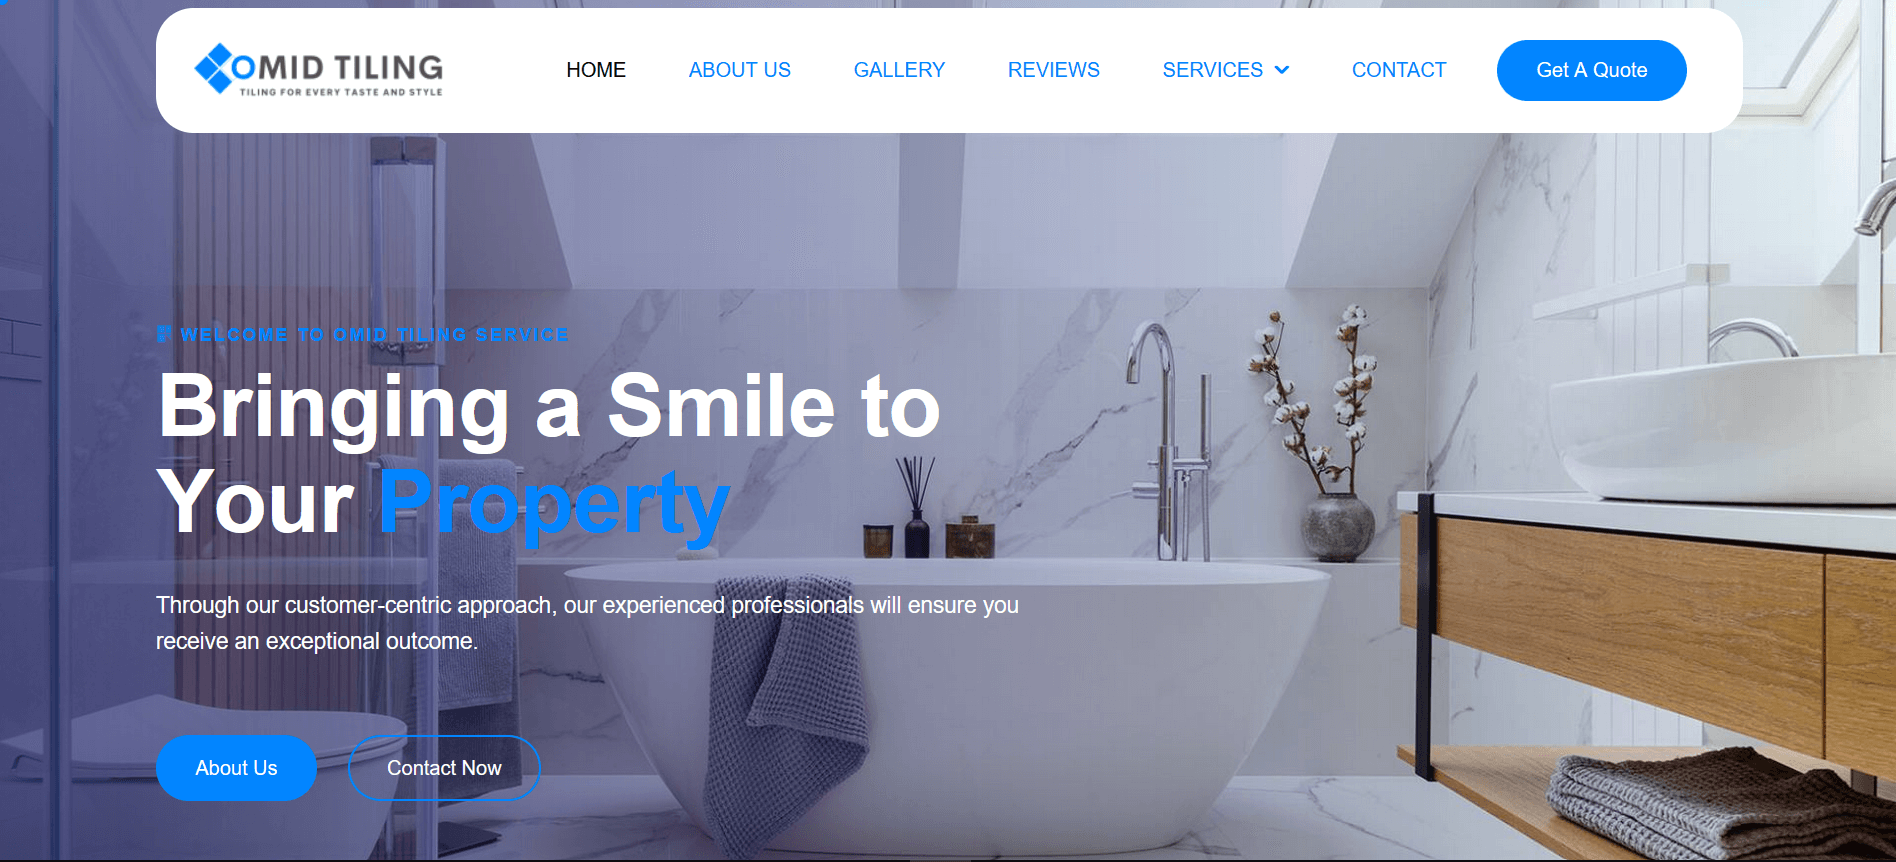 OMID TILING
TILING FOR EVERY TASTE AND STYLE
HOME
ABOUT US
GALLERY
REVIEWS
SERVICES
CONTACT
Get A Quote
WELCOME TO OMID TILING SERVICE
Bringing a Smile to
Your Property
Through our customer-centric approach, our experienced professionals will ensure you
receive an exceptional outcome.
About Us
Contact Now